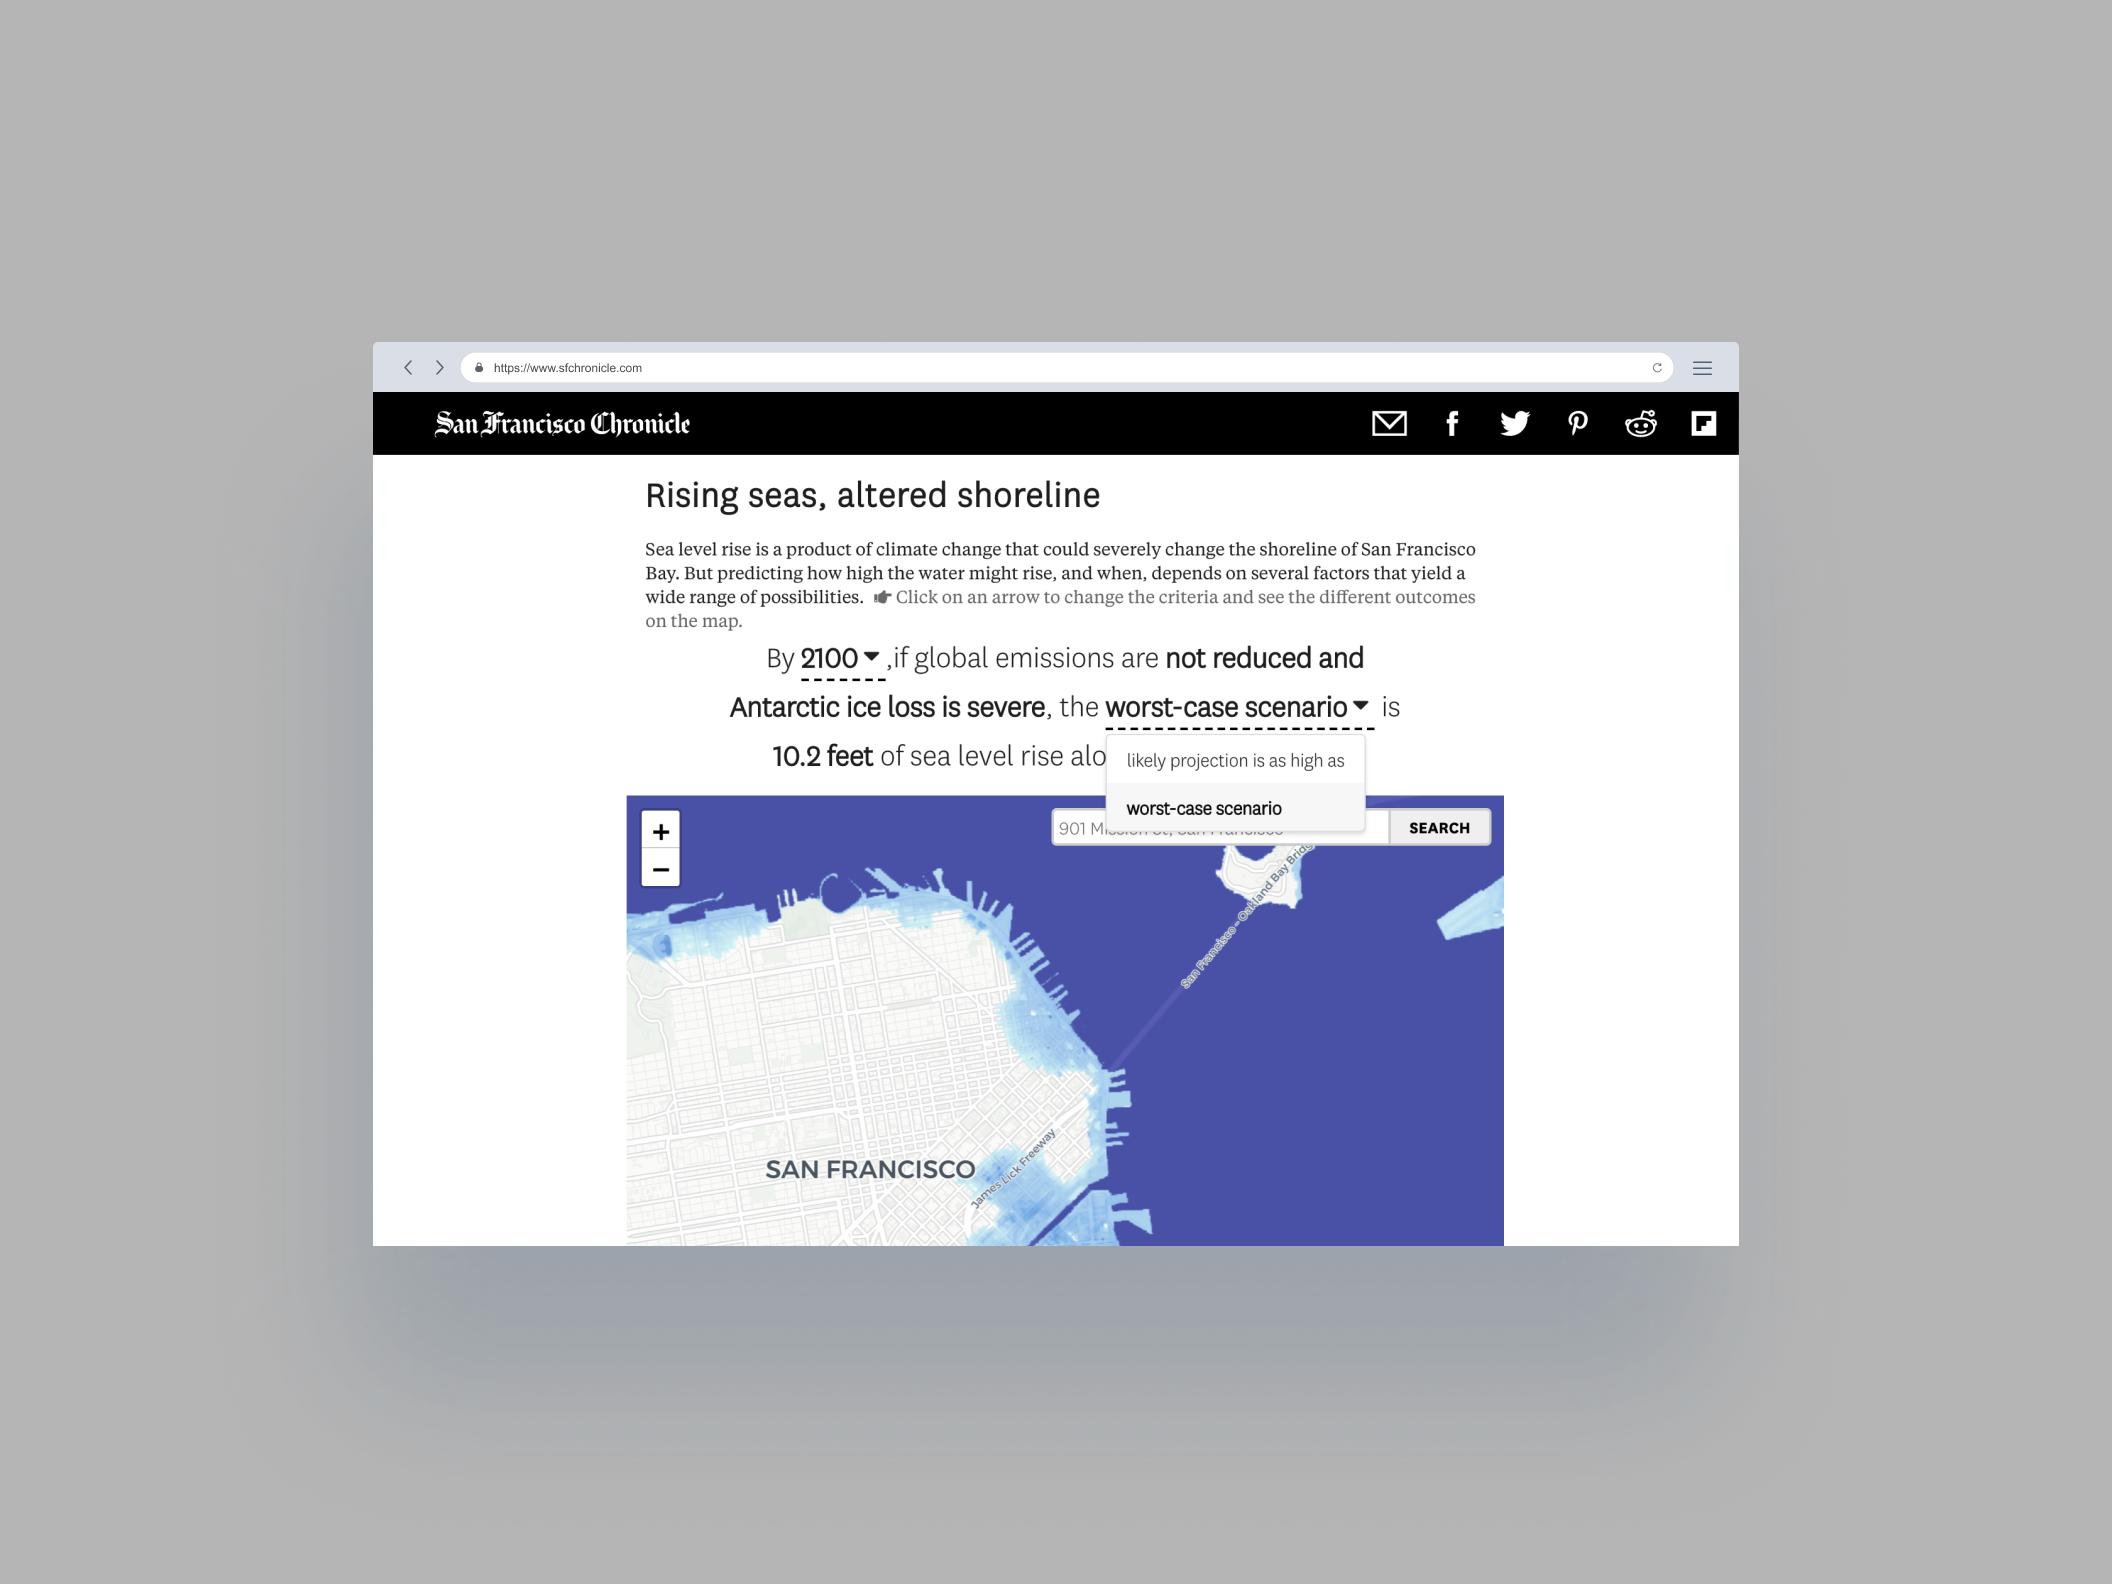 https://www.sfchronicle.com
San Francisco Chronicle
Rising seas, altered shoreline
Sea level rise is a product of climate change that could severely change the shoreline of San Francisco
Bay. But predicting how high the water might rise, and when, depends on several factors that yield a
wide range of possibilities. Click on an arrow to change the criteria and see the different outcomes
on the map.
By 2100 ,if global emissions are not reduced and
Antarctic ice loss is severe, the worst-case scenario is
10.2 feet of sea level rise alo
likely projection is as high as
worst-case scenario
+
901 Mission St, San Francisco
SEARCH
−
San Francisco - Oakland Bay Bridg
James Lick Freeway
SAN FRANCISCO